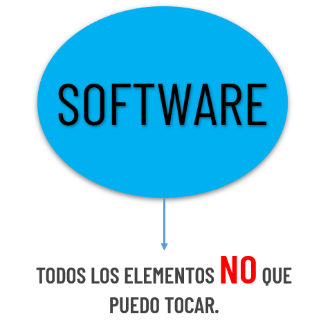 SOFTWARE
TODOS LOS ELEMENTOS NO QUE
PUEDO TOCAR.